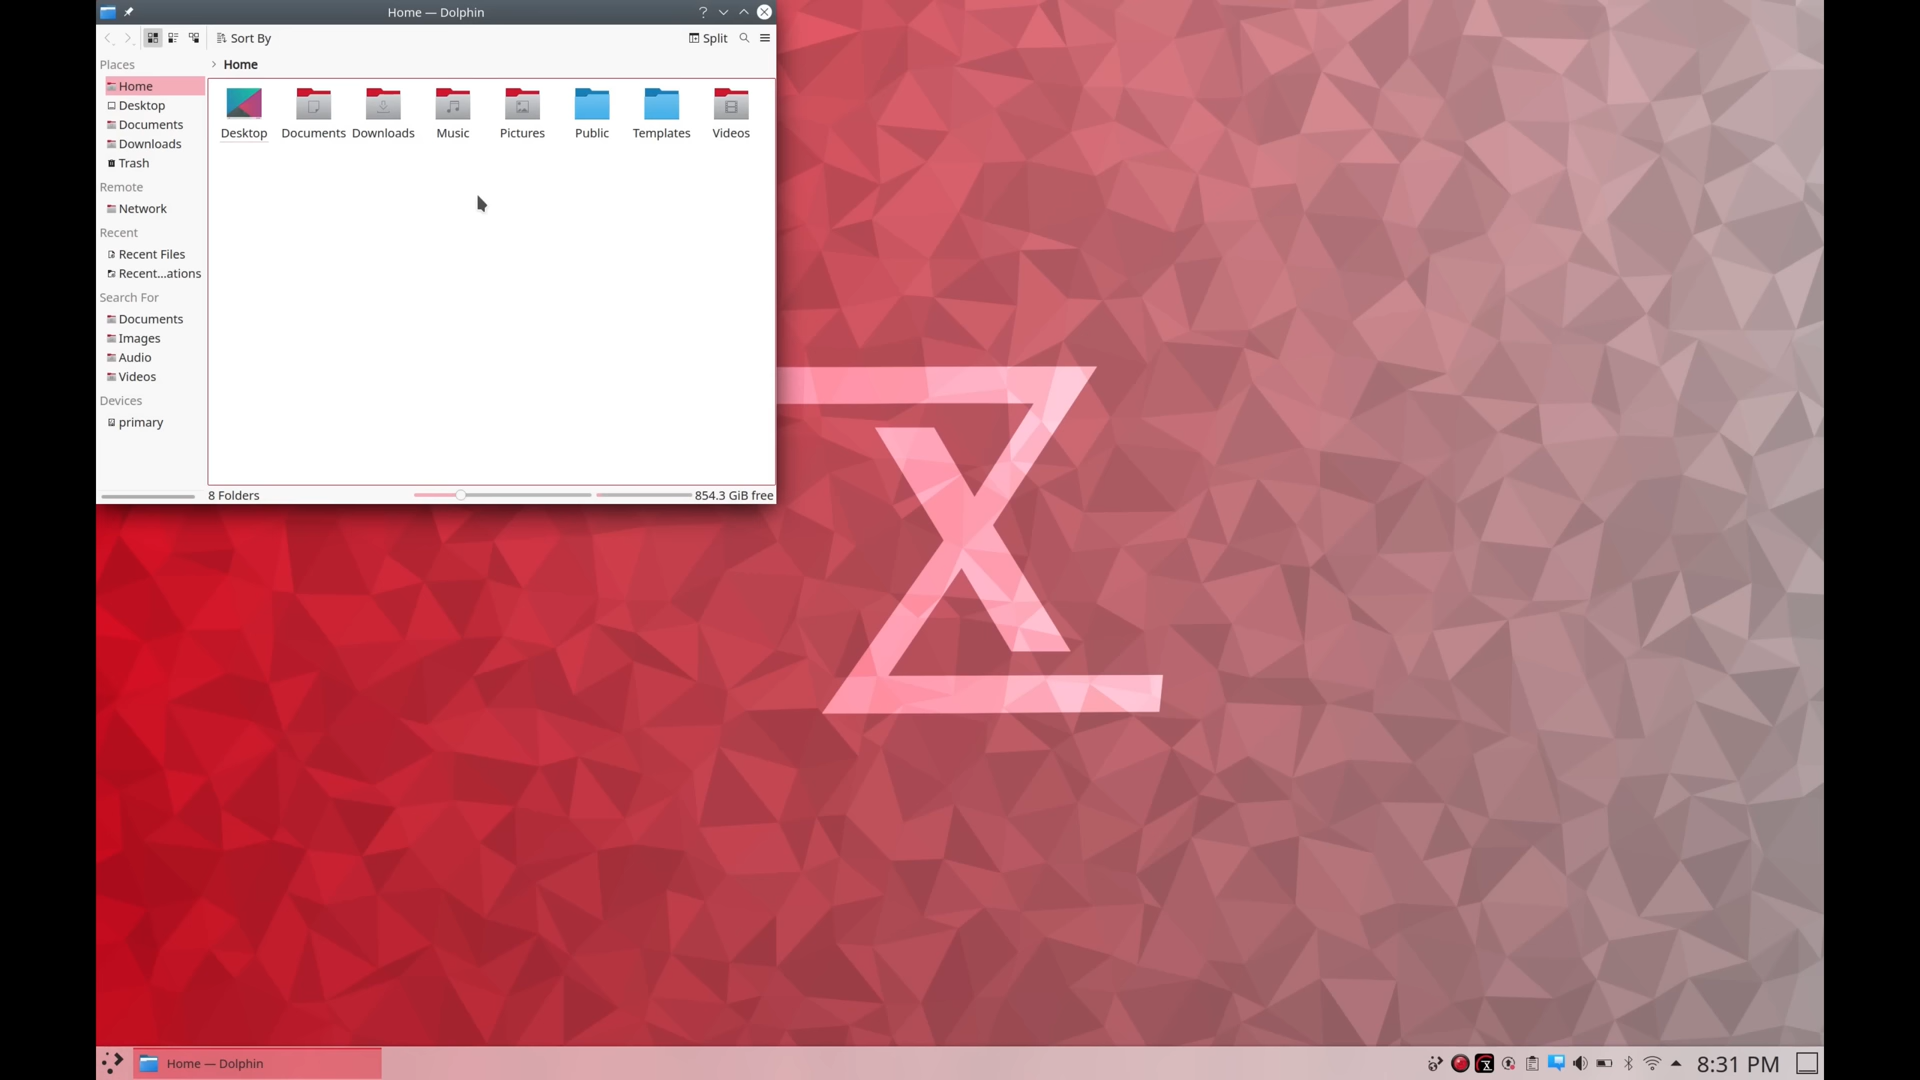 Home — Dolphin
Sort By
Split
Places
Home
Desktop
Documents
Downloads
Trash
Remote
Network
Recent
Recent Files
Recent...ations
Search For
Documents
Images
Audio
Videos
Devices
primary
Home
Desktop
Documents
Downloads
Music
Pictures
Public
Templates
Videos
8 Folders
854.3 GiB free
Home — Dolphin
8:31 PM